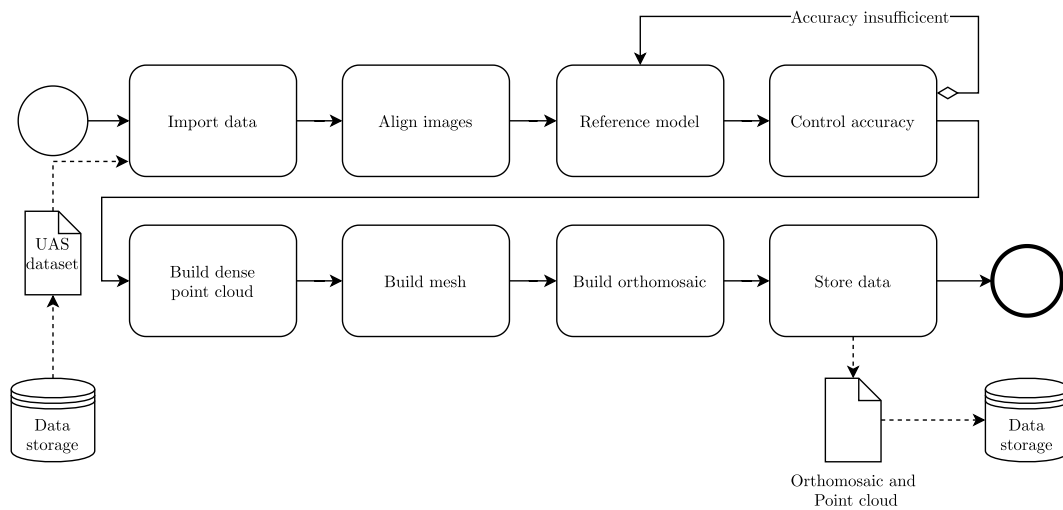 Accuracy insufficicent
Import data
Align images
Reference model
Control accuracy
UAS
dataset
Build dense
point cloud
Build mesh
Build orthomosaic
Store data
Data
storage
Data
storage
Orthomosaic and
Point cloud